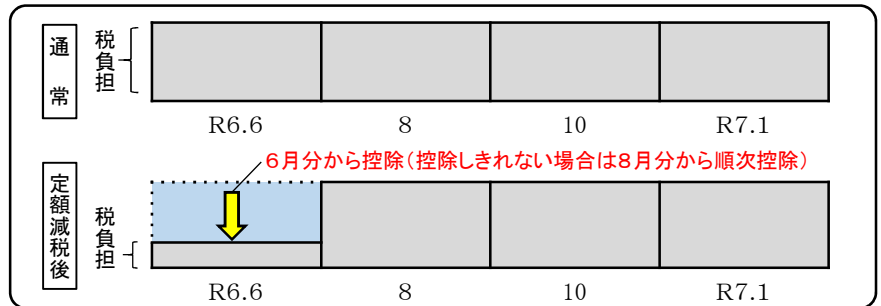 通常
税負担
R6.6 8 10 R7.1
6月分から控除(控除しきれない場合は8月分から順次控除)
定額減税後
税負担
R6.6 8 10 R7.1